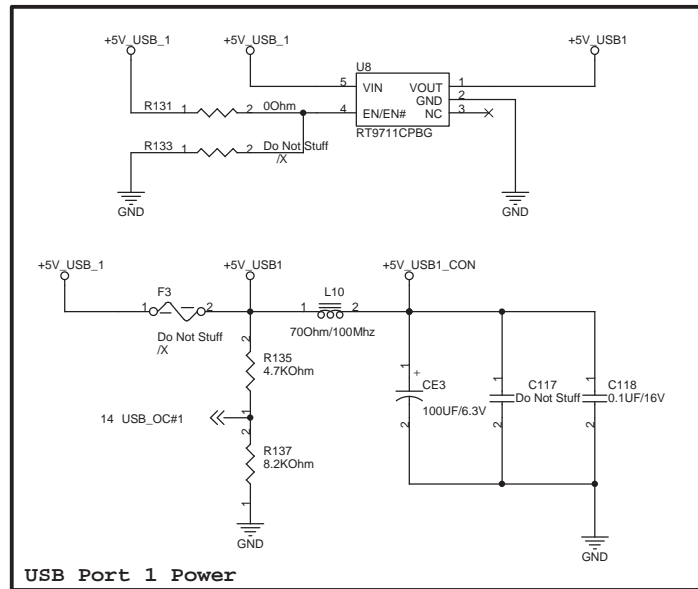 +5V_USB_1
+5V_USB_1
+5V_USB1
U8
5 VIN VOUT 1
GND 2
R131 1 2 0Ohm 4 EN/EN# NC 3
RT9711CPBG
R133 1 2 Do Not Stuff
/X
GND
GND
+5V_USB_1
+5V_USB1
+5V_USB1_CON
F3
L10
1 2
1 2
Do Not Stuff
/X
70Ohm/100Mhz
2
R135
4.7KOhm
1
14 USB_OC#1
2
R137
8.2KOhm
1
GND
1
+
CE3
100UF/6.3V
2
1
C117
Do Not Stuff
2
1
C118
0.1UF/16V
2
GND
USB Port 1 Power